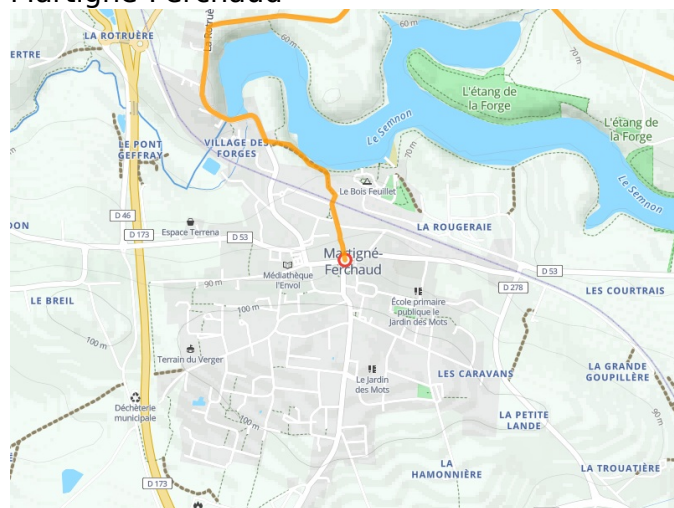 Martigné-Ferchaud
LA ROTRUÈRE
La Rotruè
60 m
60 m
70 m
ERTRE
L'étang de
la Forge
L'étang de
la Forge
Le Semnon
LE PONT
GEFFRAY
VILLAGE DES
FORGES
70 m
Le Semnon
Le Bois Feuillet
D 46
LA ROUGERAIE
DON
D 173
Espace Terrena
D 53
Martigné-
Ferchaud
Médiathèque
l'Envol
D 53
90 m
D 278
LES COURTRAIS
LE BREIL
École primaire
publique le
Jardin des Mots
100 m
100 m
Terrain du Verger
LES CARAVANS
LA GRANDE
GOUPILLÈRE
Le Jardin
des Mots
Déchèterie
municipale
100 m
LA PETITE
LANDE
90 m
LA
HAMONNIÈRE
LA TROUATIÈRE
D 173